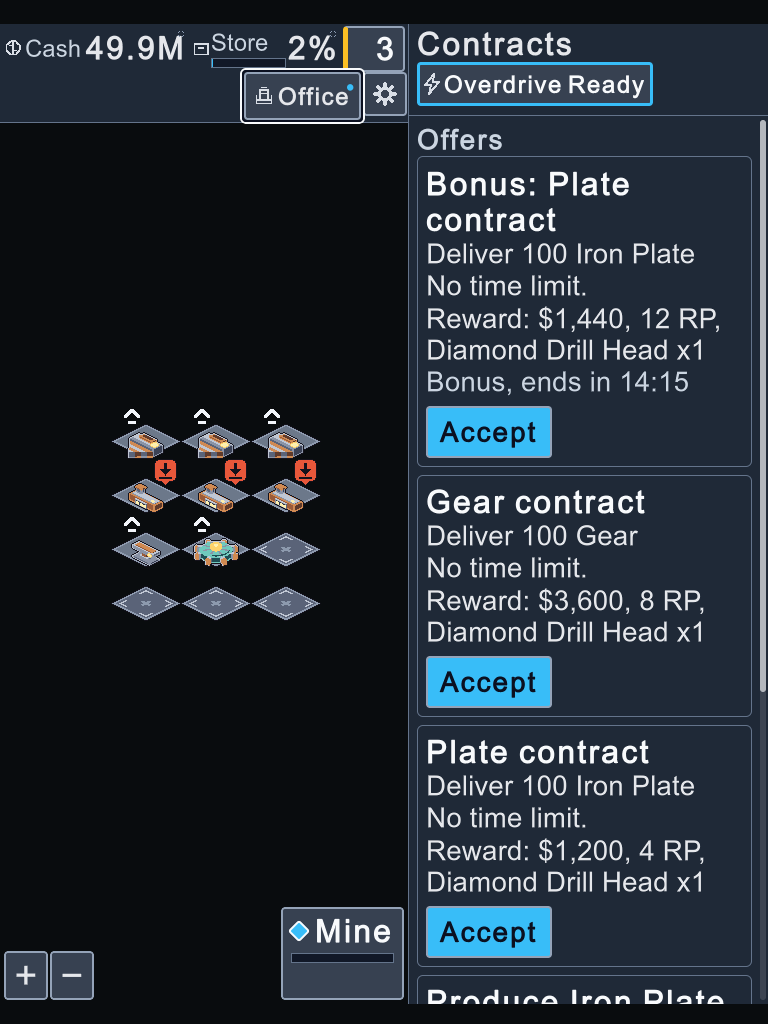 Cash 49.9M Store 2% 3
Office
Contracts
Overdrive Ready
Offers
Bonus: Plate
contract
Deliver 100 Iron Plate
No time limit.
Reward: $1,440, 12 RP,
Diamond Drill Head x1
Bonus, ends in 14:15
Accept
Gear contract
Deliver 100 Gear
No time limit.
Reward: $3,600, 8 RP,
Diamond Drill Head x1
Accept
Plate contract
Deliver 100 Iron Plate
No time limit.
Reward: $1,200, 4 RP,
Diamond Drill Head x1
Accept
Produce Iron Plate
Mine
+ −